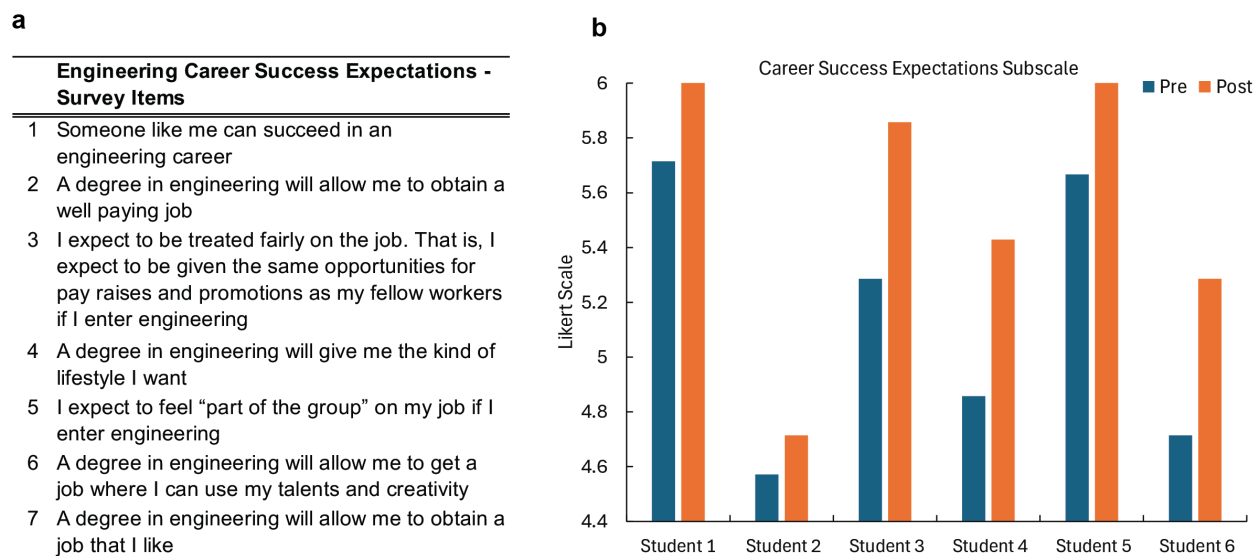 a
Engineering Career Success Expectations -
Survey Items
1 Someone like me can succeed in an
engineering career
2 A degree in engineering will allow me to obtain a
well paying job
3 I expect to be treated fairly on the job. That is, I
expect to be given the same opportunities for
pay raises and promotions as my fellow workers
if I enter engineering
4 A degree in engineering will give me the kind of
lifestyle I want
5 I expect to feel “part of the group” on my job if I
enter engineering
6 A degree in engineering will allow me to get a
job where I can use my talents and creativity
7 A degree in engineering will allow me to obtain a
job that I like
b
Career Success Expectations Subscale
Pre Post
Likert Scale
6
5.8
5.6
5.4
5.2
5
4.8
4.6
4.4
Student 1 Student 2 Student 3 Student 4 Student 5 Student 6